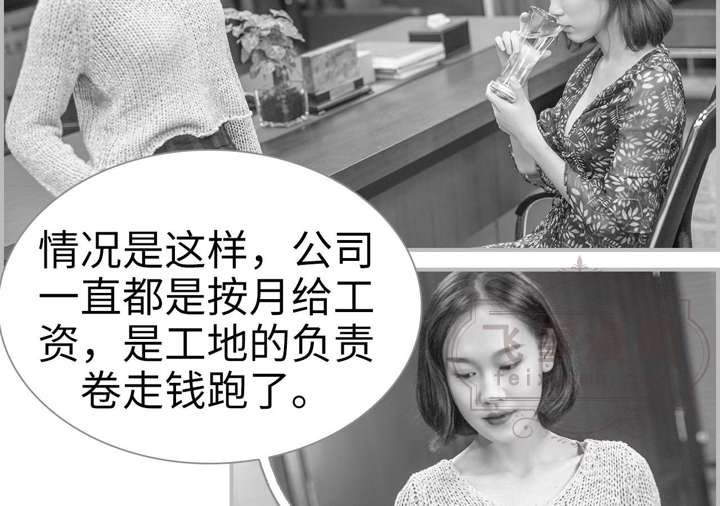 情况是这样，公司
一直都是按月给工
资，是工地的负责
卷走钱跑了。